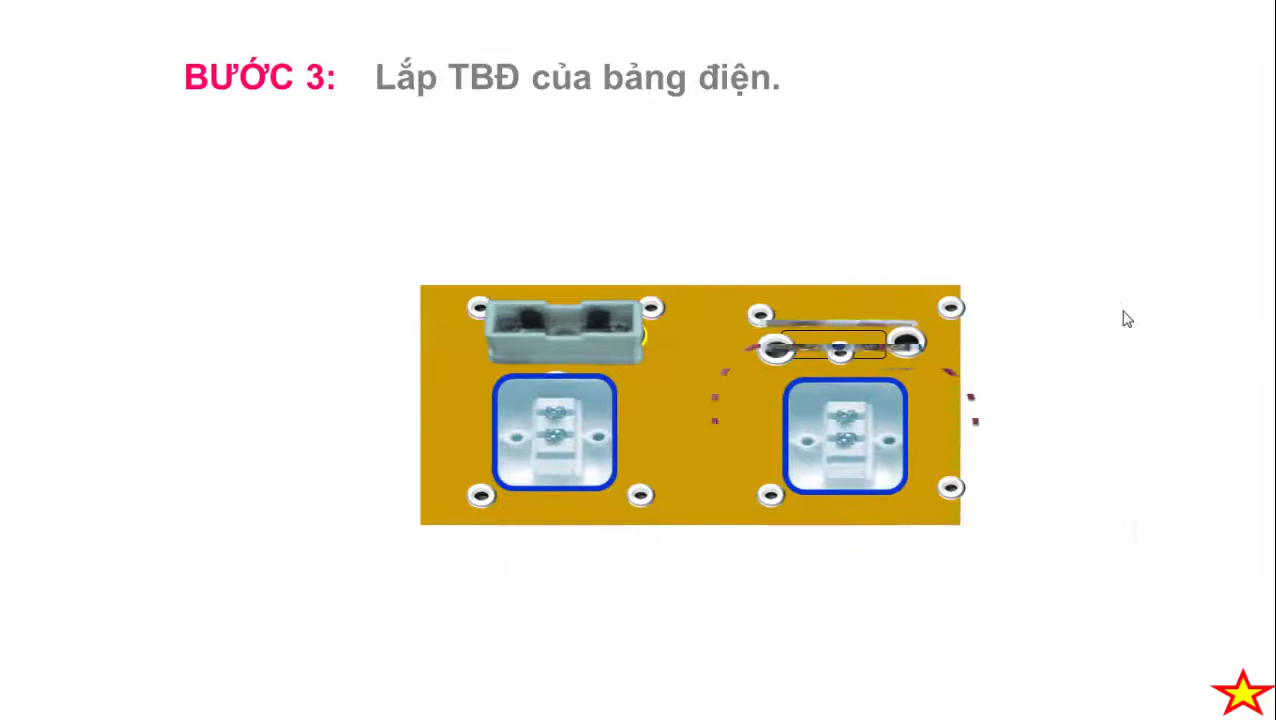 BƯỚC 3: Lắp TBĐ của bảng điện.